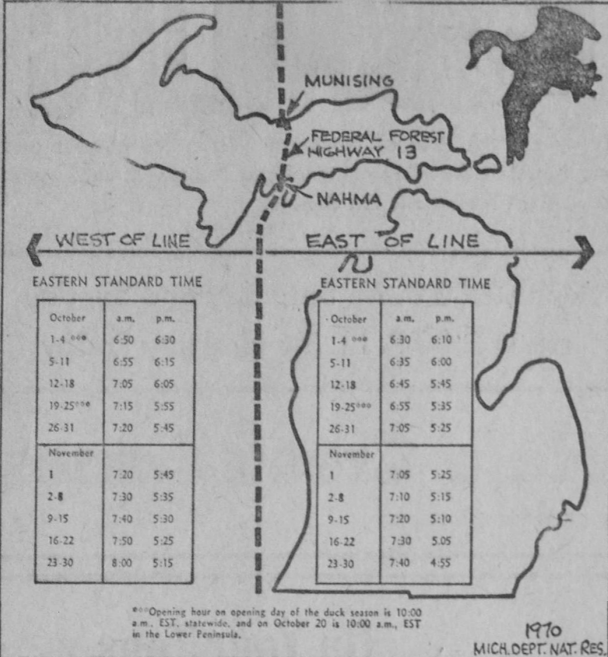 MUNISING
FEDERAL FOREST
HIGHWAY 13
NAHMA
WEST OF LINE
EAST OF LINE
EASTERN STANDARD TIME
October a.m. p.m.
1-4 *** 6:50 6:30
5-11 6:55 6:15
12-18 7:05 6:05
19-25*** 7:15 5:55
26-31 7:20 5:45
November
1 7:20 5:45
2-8 7:30 5:35
9-15 7:40 5:30
16-22 7:50 5:25
23-30 8:00 5:15
EASTERN STANDARD TIME
October a.m. p.m.
1-4 *** 6:30 6:10
5-11 6:35 6:00
12-18 6:45 5:45
19-25*** 6:55 5:35
26-31 7:05 5:25
November
1 7:05 5:25
2-8 7:10 5:15
9-15 7:20 5:10
16-22 7:30 5.05
23-30 7:40 4:55
***Opening hour on opening day of the duck season is 10:00
a.m., EST, statewide, and on October 20 is 10:00 a.m., EST
in the Lower Peninsula.
1970
MICH. DEPT. NAT. RES.